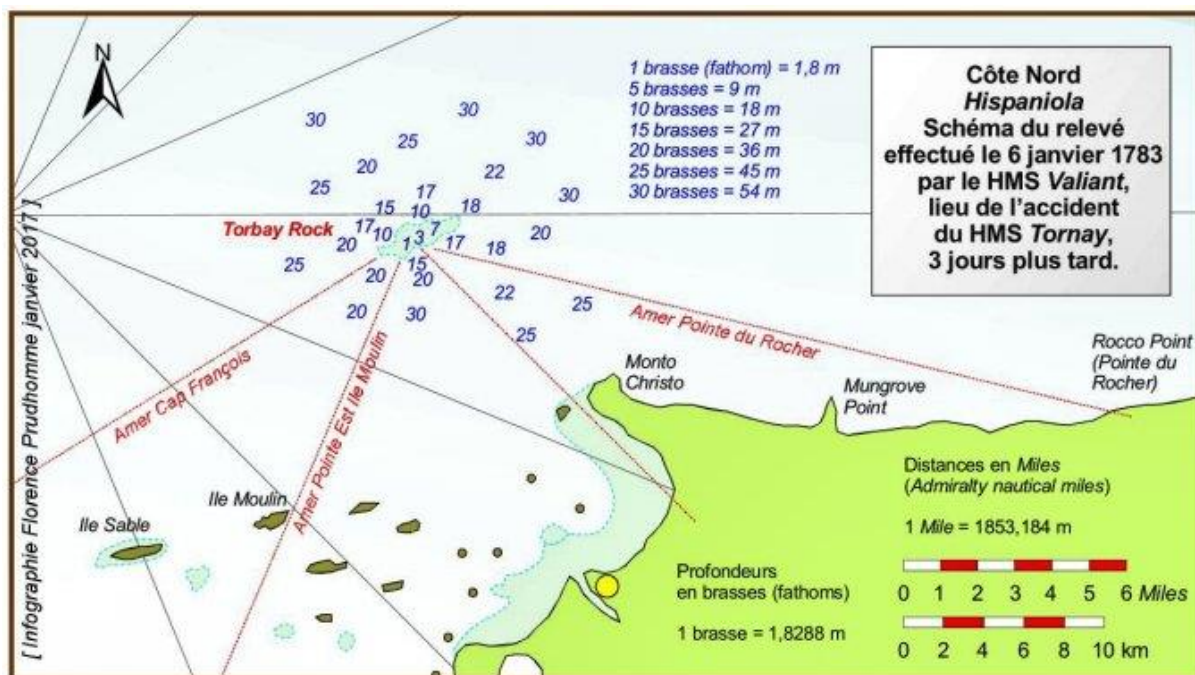 N
1 brasse (fathom) = 1,8 m
5 brasses = 9 m
10 brasses = 18 m
15 brasses = 27 m
20 brasses = 36 m
25 brasses = 45 m
30 brasses = 54 m
Côte Nord
Hispaniola
Schéma du relevé
effectué le 6 janvier 1783
par le HMS Valiant,
lieu de l'accident
du HMS Tornay,
3 jours plus tard.
30 30
25 30
20 22
25 17 30
15 10 18
Torbay Rock 17 10 7 20
20 1 3 17 18
25 15
20 20 22 25
20 30
25
[ Infographie Florence Prudhomme janvier 2017 ]
Amer Cap François
Amer Pointe Est Ile Moulin
Amer Pointe du Rocher
Monto
Christo
Mungrove
Point
Rocco Point
(Pointe du
Rocher)
Ile Moulin
Ile Sable
Distances en Miles
(Admiralty nautical miles)
1 Mile = 1853,184 m
0 1 2 3 4 5 6 Miles
0 2 4 6 8 10 km
Profondeurs
en brasses (fathoms)
1 brasse = 1,8288 m